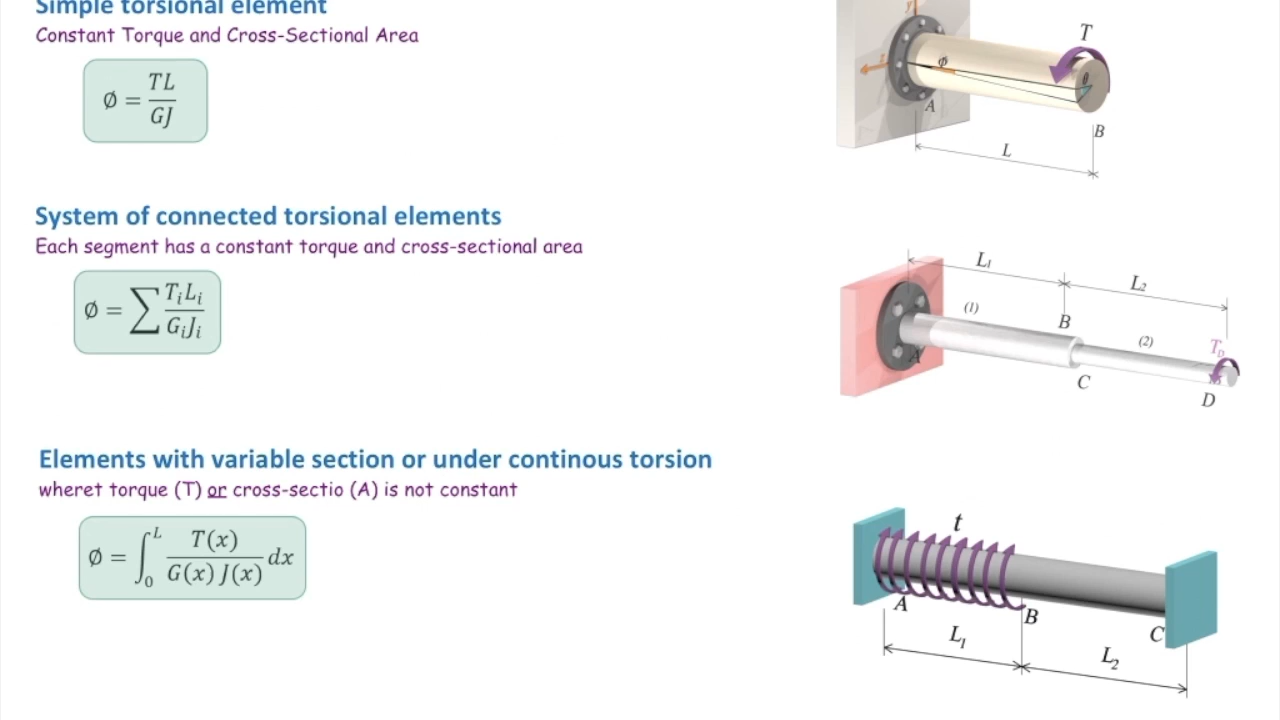 Simple torsional element
Constant Torque and Cross-Sectional Area
∅ = TL / GJ
T
y
z
Φ
θ
A
B
L
System of connected torsional elements
Each segment has a constant torque and cross-sectional area
∅ = ∑ TᵢLᵢ / GᵢJᵢ
L₁
L₂
(1)
B
(2)
T_D
A
C
D
Elements with variable section or under continous torsion
wheret torque (T) or cross-sectio (A) is not constant
∅ = ∫₀ᴸ T(x) / G(x) J(x) dx
t
A
B
C
L₁
L₂